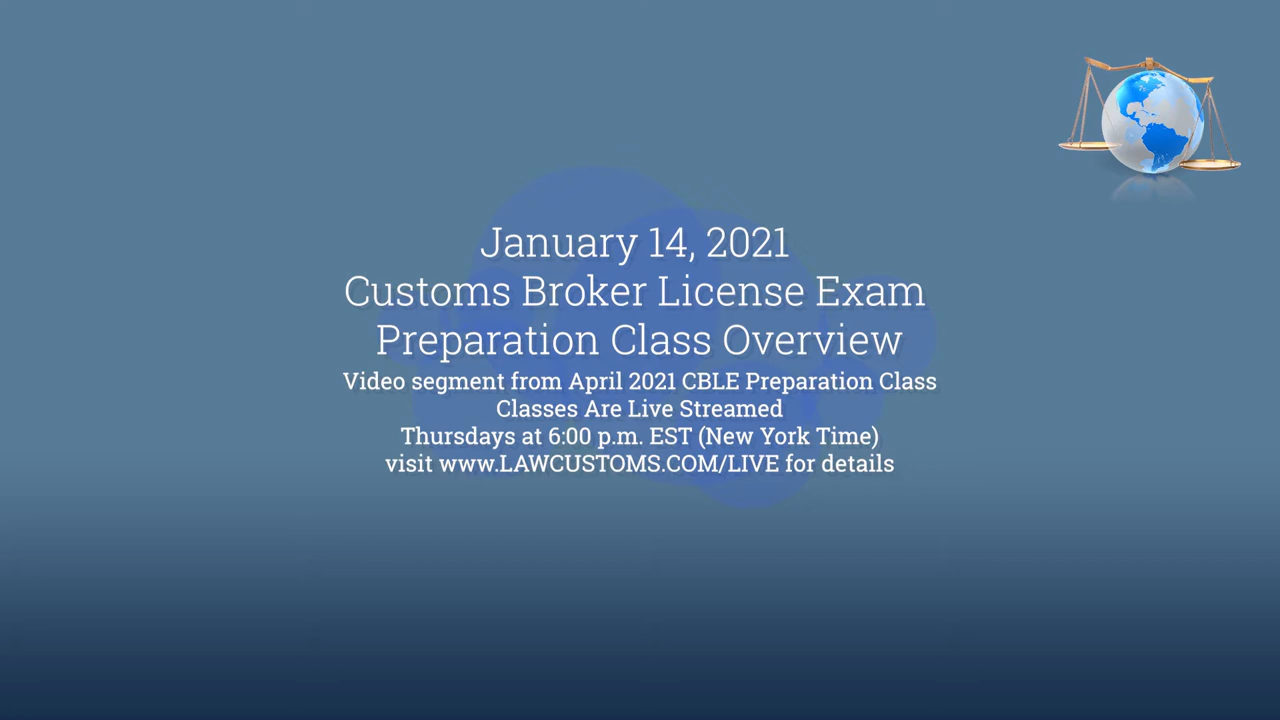 January 14, 2021
Customs Broker License Exam
Preparation Class Overview
Video segment from April 2021 CBLE Preparation Class
Classes Are Live Streamed
Thursdays at 6:00 p.m. EST (New York Time)
visit www.LAWCUSTOMS.COM/LIVE for details